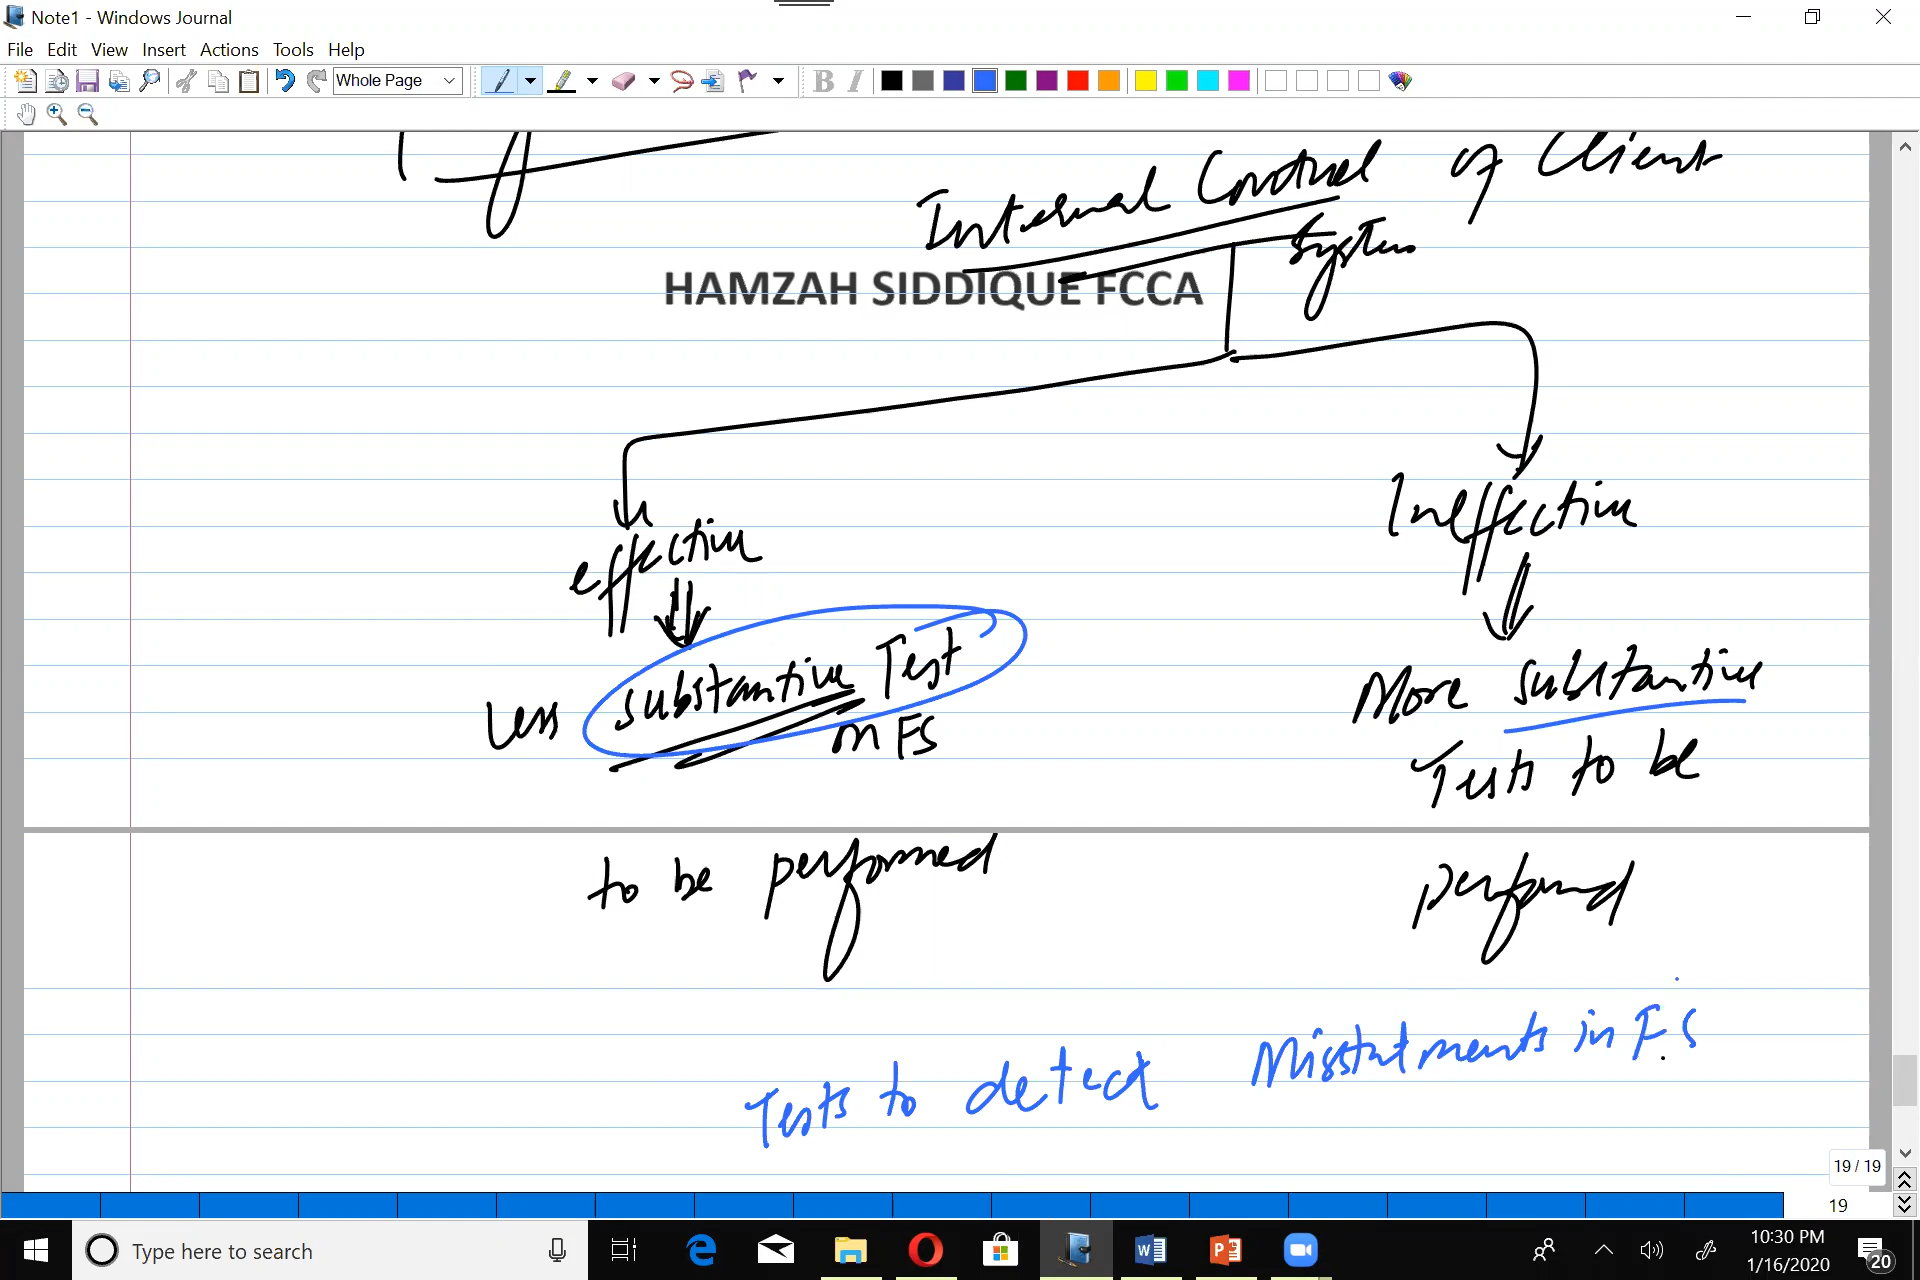 Note1 - Windows Journal
File Edit View Insert Actions Tools Help
Whole Page
B I
Internal Control of Client
System
HAMZAH SIDDIQUE FCCA
effective
Ineffective
Less substantive Test
on FS
More substantive
Tests to be
to be performed
performed
Tests to detect Misstatments in F.S
19 / 19
19
Type here to search
10:30 PM
1/16/2020
20